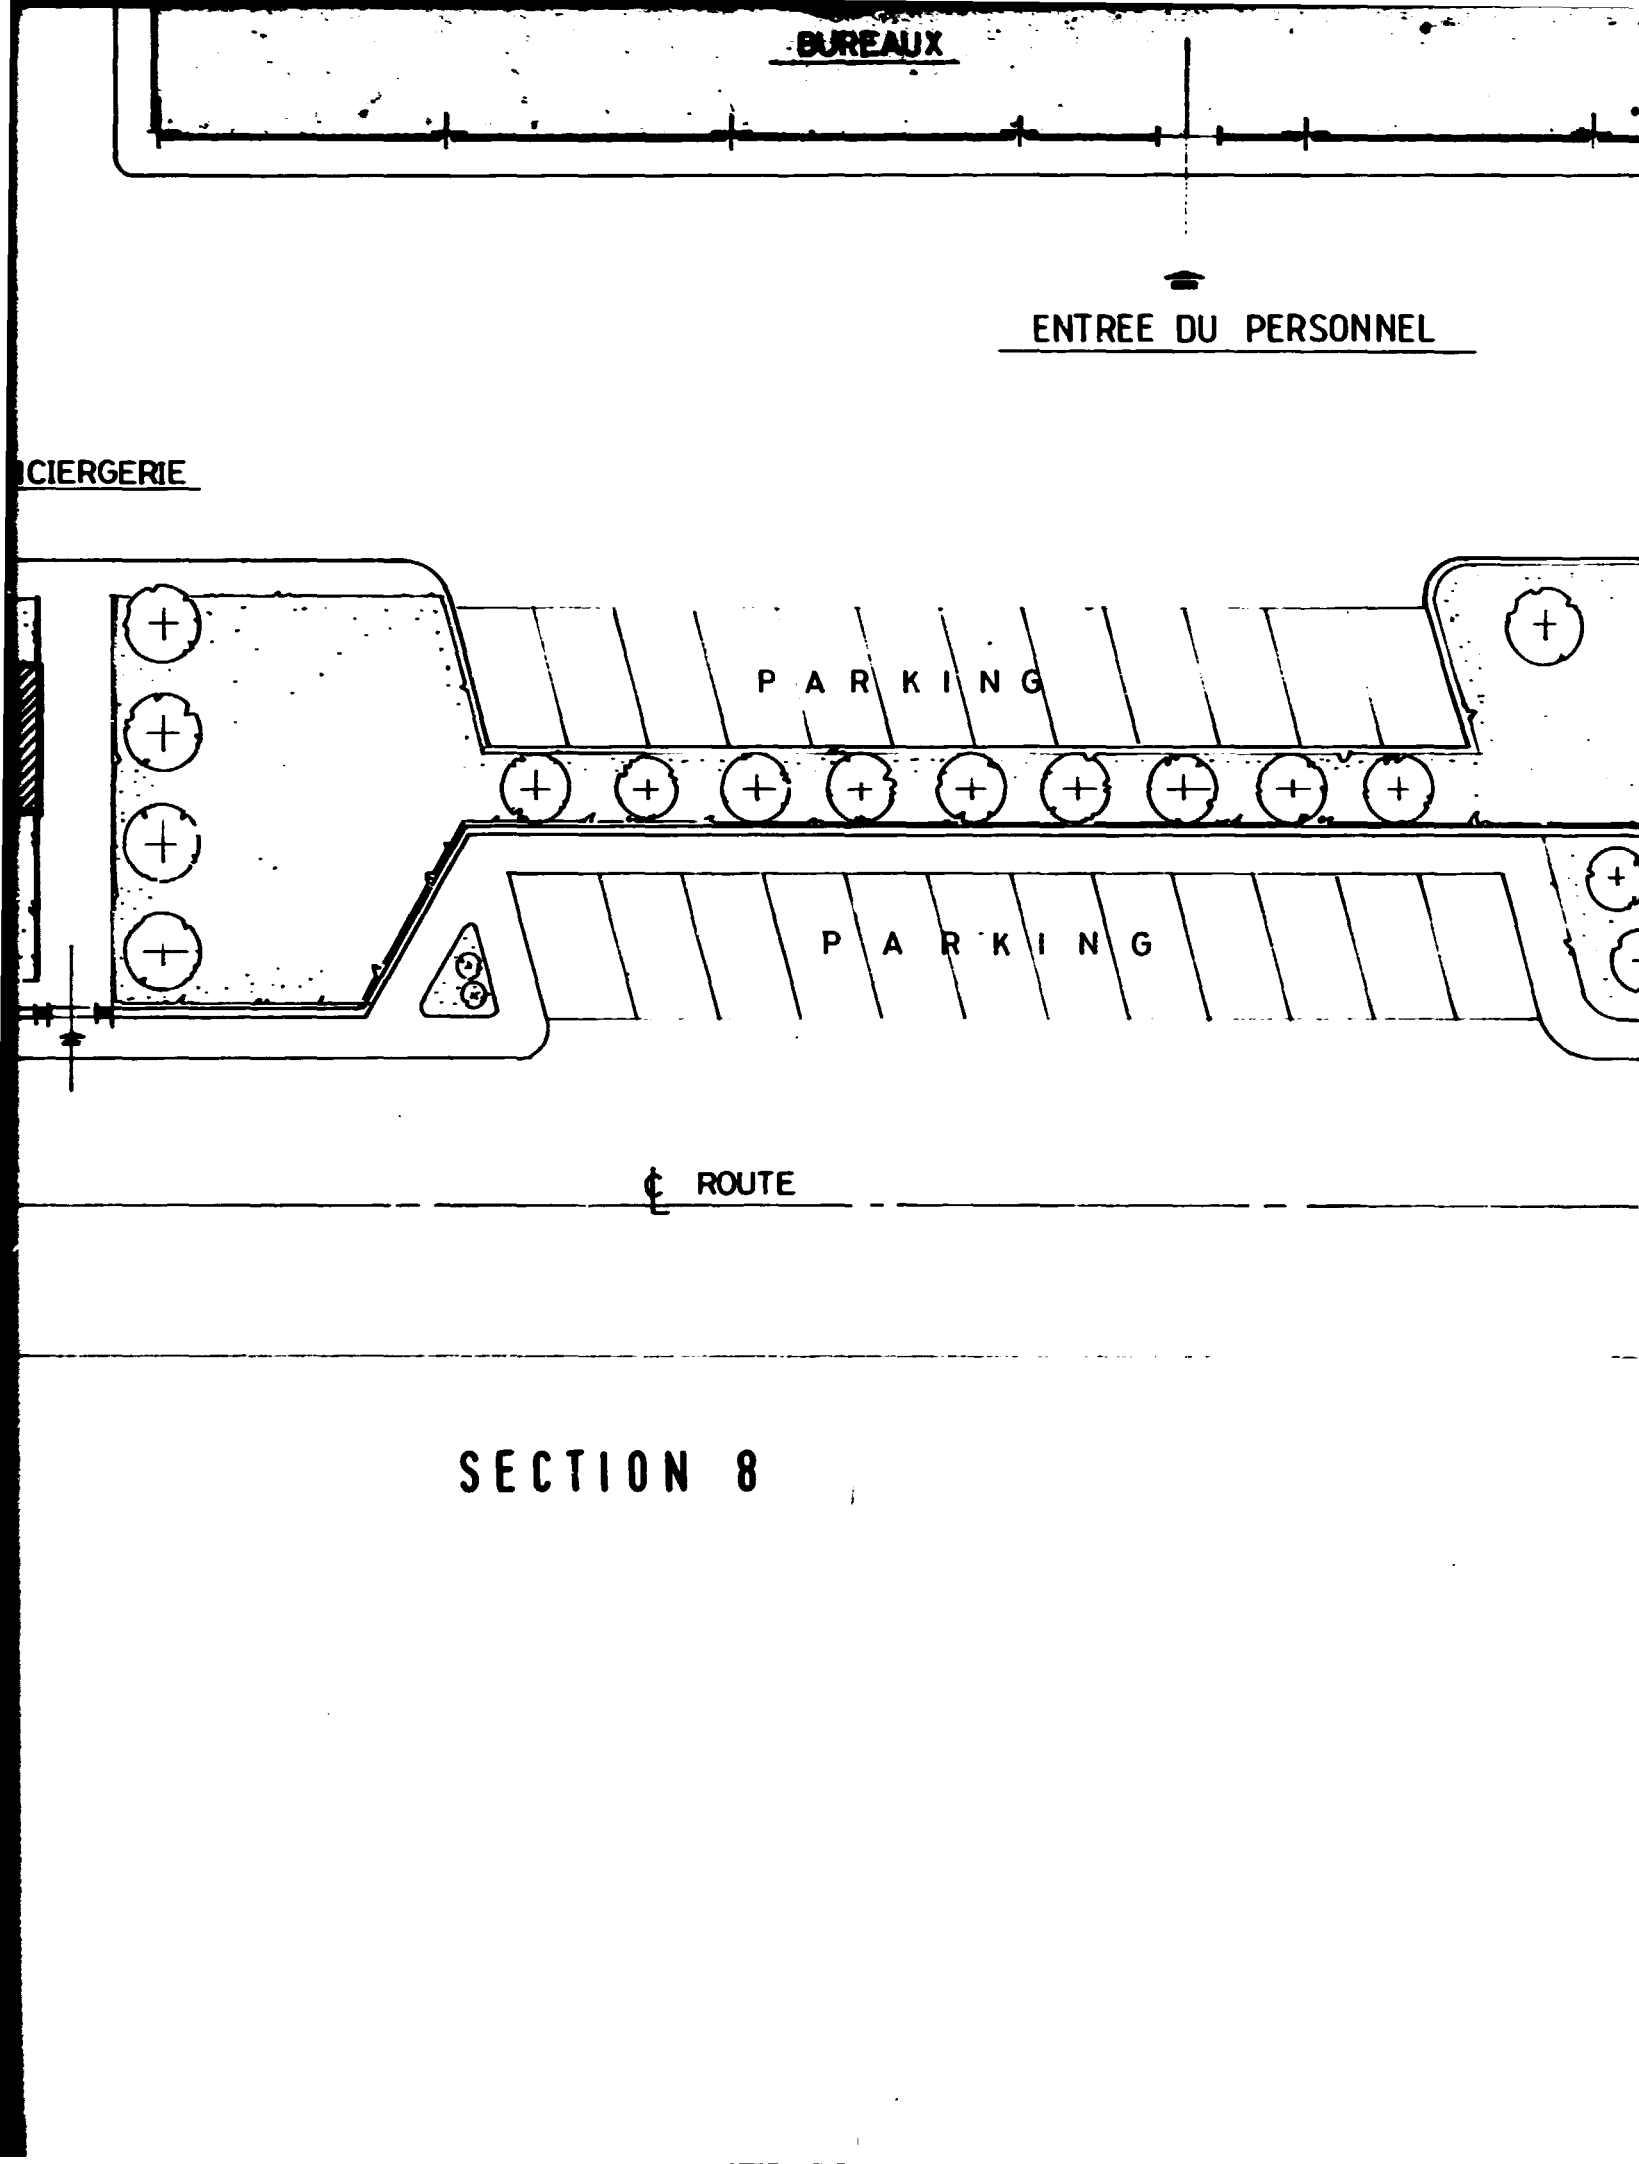 BUREAUX
ENTREE DU PERSONNEL
CIERGERIE
PARKING
PARKING
℄ ROUTE
SECTION 8